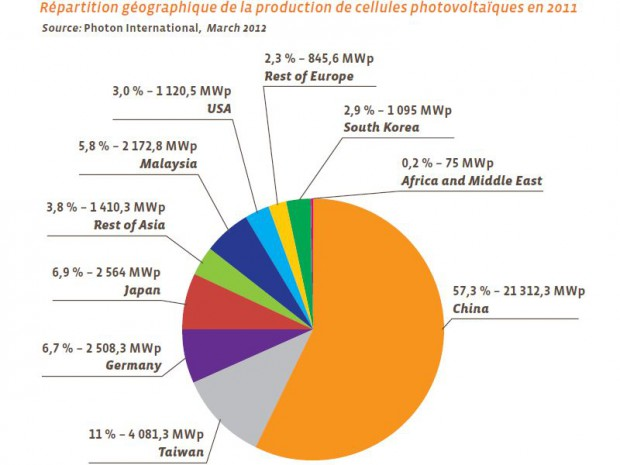 Répartition géographique de la production de cellules photovoltaïques en 2011
Source: Photon International, March 2012
2,3 % – 845,6 MWp
Rest of Europe
3,0 % – 1 120,5 MWp
USA
2,9 % – 1 095 MWp
South Korea
5,8 % – 2 172,8 MWp
Malaysia
0,2 % – 75 MWp
Africa and Middle East
3,8 % – 1 410,3 MWp
Rest of Asia
6,9 % – 2 564 MWp
Japan
57,3 % – 21 312,3 MWp
China
6,7 % – 2 508,3 MWp
Germany
11 % – 4 081,3 MWp
Taiwan